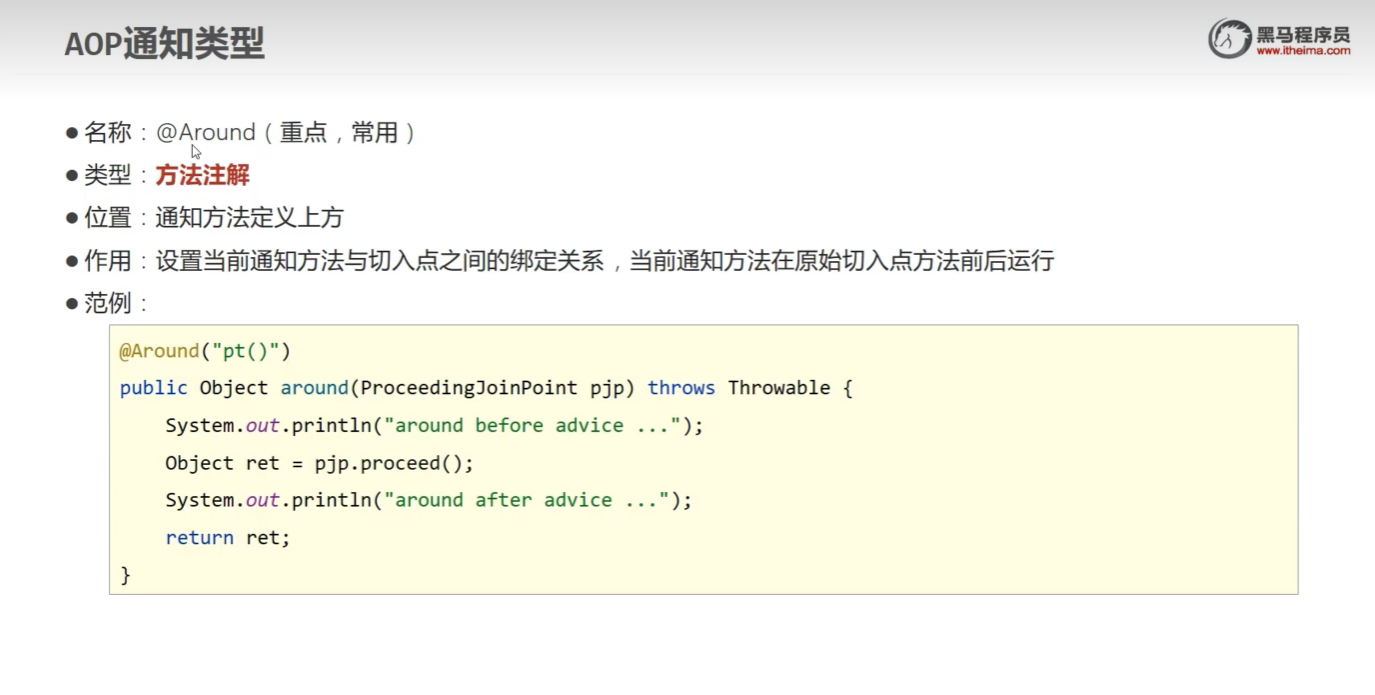 AOP通知类型
黑马程序员
www.itheima.com
● 名称：@Around（重点，常用）
● 类型：方法注解
● 位置：通知方法定义上方
● 作用：设置当前通知方法与切入点之间的绑定关系，当前通知方法在原始切入点方法前后运行
● 范例：
@Around("pt()")
public Object around(ProceedingJoinPoint pjp) throws Throwable {
    System.out.println("around before advice ...");
    Object ret = pjp.proceed();
    System.out.println("around after advice ...");
    return ret;
}